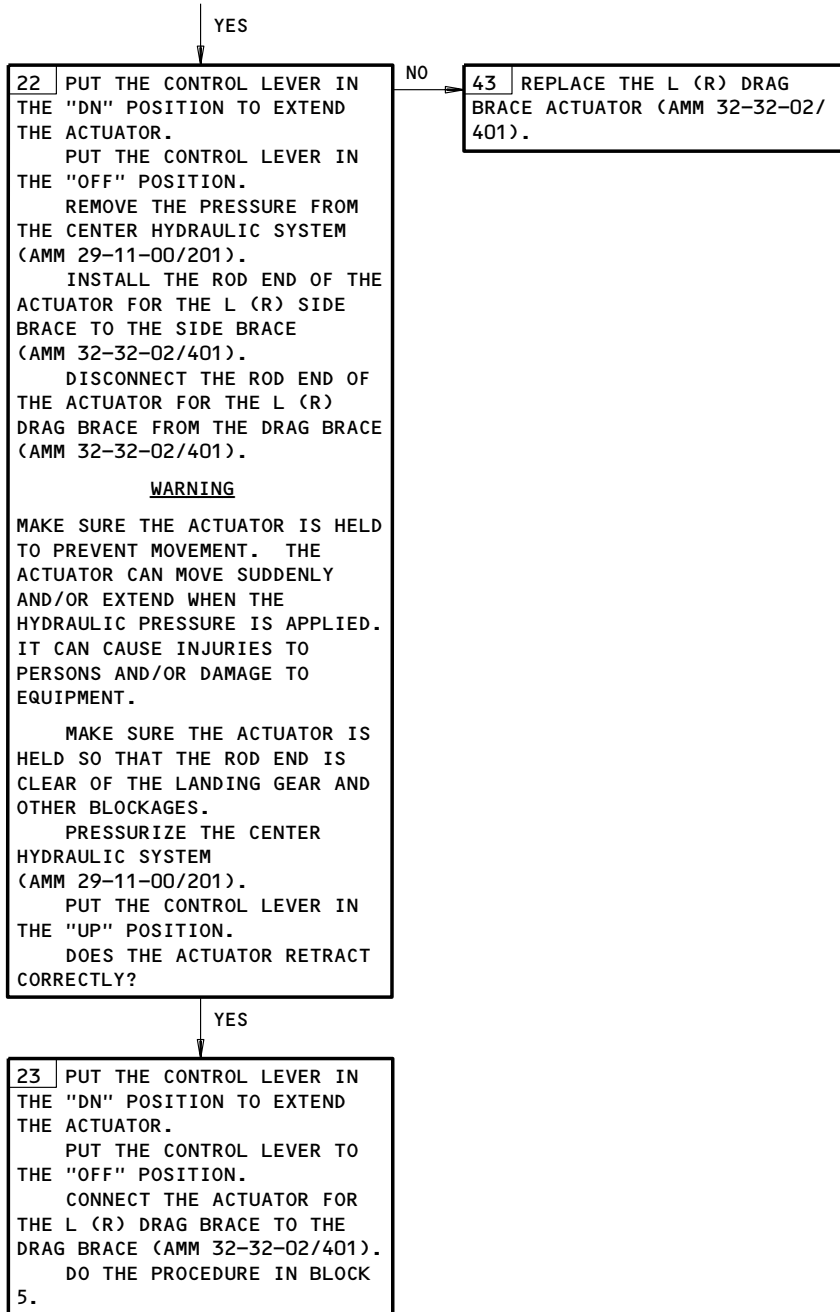 YES
22 PUT THE CONTROL LEVER IN
THE "DN" POSITION TO EXTEND
THE ACTUATOR.
PUT THE CONTROL LEVER IN
THE "OFF" POSITION.
REMOVE THE PRESSURE FROM
THE CENTER HYDRAULIC SYSTEM
(AMM 29-11-00/201).
INSTALL THE ROD END OF THE
ACTUATOR FOR THE L (R) SIDE
BRACE TO THE SIDE BRACE
(AMM 32-32-02/401).
DISCONNECT THE ROD END OF
THE ACTUATOR FOR THE L (R)
DRAG BRACE FROM THE DRAG BRACE
(AMM 32-32-02/401).
WARNING
MAKE SURE THE ACTUATOR IS HELD
TO PREVENT MOVEMENT. THE
ACTUATOR CAN MOVE SUDDENLY
AND/OR EXTEND WHEN THE
HYDRAULIC PRESSURE IS APPLIED.
IT CAN CAUSE INJURIES TO
PERSONS AND/OR DAMAGE TO
EQUIPMENT.
MAKE SURE THE ACTUATOR IS
HELD SO THAT THE ROD END IS
CLEAR OF THE LANDING GEAR AND
OTHER BLOCKAGES.
PRESSURIZE THE CENTER
HYDRAULIC SYSTEM
(AMM 29-11-00/201).
PUT THE CONTROL LEVER IN
THE "UP" POSITION.
DOES THE ACTUATOR RETRACT
CORRECTLY?
NO
43 REPLACE THE L (R) DRAG
BRACE ACTUATOR (AMM 32-32-02/
401).
YES
23 PUT THE CONTROL LEVER IN
THE "DN" POSITION TO EXTEND
THE ACTUATOR.
PUT THE CONTROL LEVER TO
THE "OFF" POSITION.
CONNECT THE ACTUATOR FOR
THE L (R) DRAG BRACE TO THE
DRAG BRACE (AMM 32-32-02/401).
DO THE PROCEDURE IN BLOCK
5.